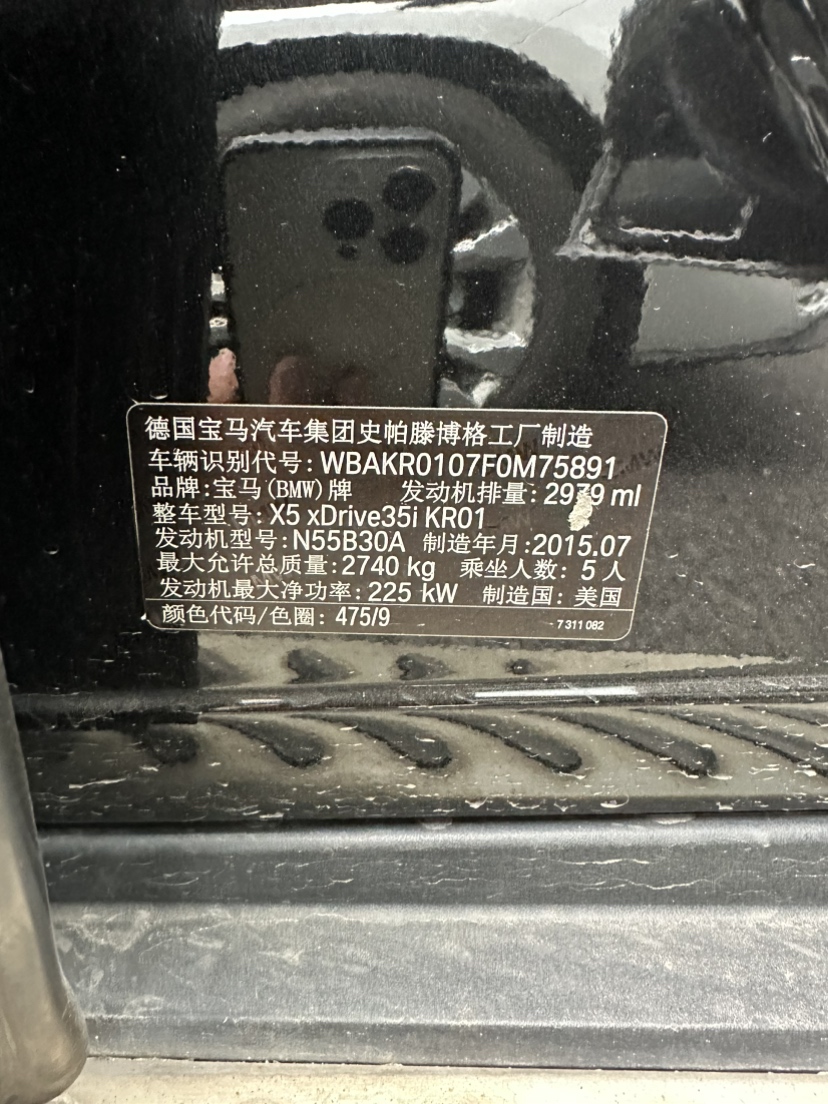 德国宝马汽车集团史帕滕博格工厂制造
车辆识别代号: WBAKR0107F0M75891
品牌:宝马(BMW)牌 发动机排量: 2979 ml
整车型号: X5 xDrive35i KR01
发动机型号: N55B30A 制造年月: 2015.07
最大允许总质量: 2740 kg 乘坐人数: 5 人
发动机最大净功率: 225 kW 制造国: 美国
颜色代码/色圈: 475/9 7 311 082